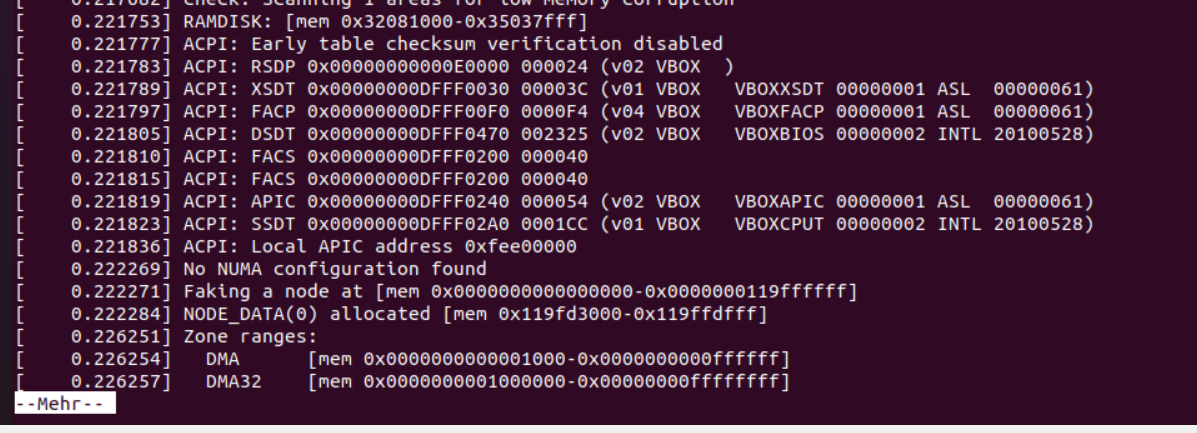 [    0.217682] Check: Scanning 1 areas for low memory corruption
[    0.221753] RAMDISK: [mem 0x32081000-0x35037fff]
[    0.221777] ACPI: Early table checksum verification disabled
[    0.221783] ACPI: RSDP 0x00000000000E0000 000024 (v02 VBOX  )
[    0.221789] ACPI: XSDT 0x00000000DFFF0030 00003C (v01 VBOX   VBOXXSDT 00000001 ASL  00000061)
[    0.221797] ACPI: FACP 0x00000000DFFF00F0 0000F4 (v04 VBOX   VBOXFACP 00000001 ASL  00000061)
[    0.221805] ACPI: DSDT 0x00000000DFFF0470 002325 (v02 VBOX   VBOXBIOS 00000002 INTL 20100528)
[    0.221810] ACPI: FACS 0x00000000DFFF0200 000040
[    0.221815] ACPI: FACS 0x00000000DFFF0200 000040
[    0.221819] ACPI: APIC 0x00000000DFFF0240 000054 (v02 VBOX   VBOXAPIC 00000001 ASL  00000061)
[    0.221823] ACPI: SSDT 0x00000000DFFF02A0 0001CC (v01 VBOX   VBOXCPUT 00000002 INTL 20100528)
[    0.221836] ACPI: Local APIC address 0xfee00000
[    0.222269] No NUMA configuration found
[    0.222271] Faking a node at [mem 0x0000000000000000-0x0000000119ffffff]
[    0.222284] NODE_DATA(0) allocated [mem 0x119fd3000-0x119ffdfff]
[    0.226251] Zone ranges:
[    0.226254]   DMA      [mem 0x0000000000001000-0x0000000000ffffff]
[    0.226257]   DMA32    [mem 0x0000000001000000-0x00000000ffffffff]
--Mehr--